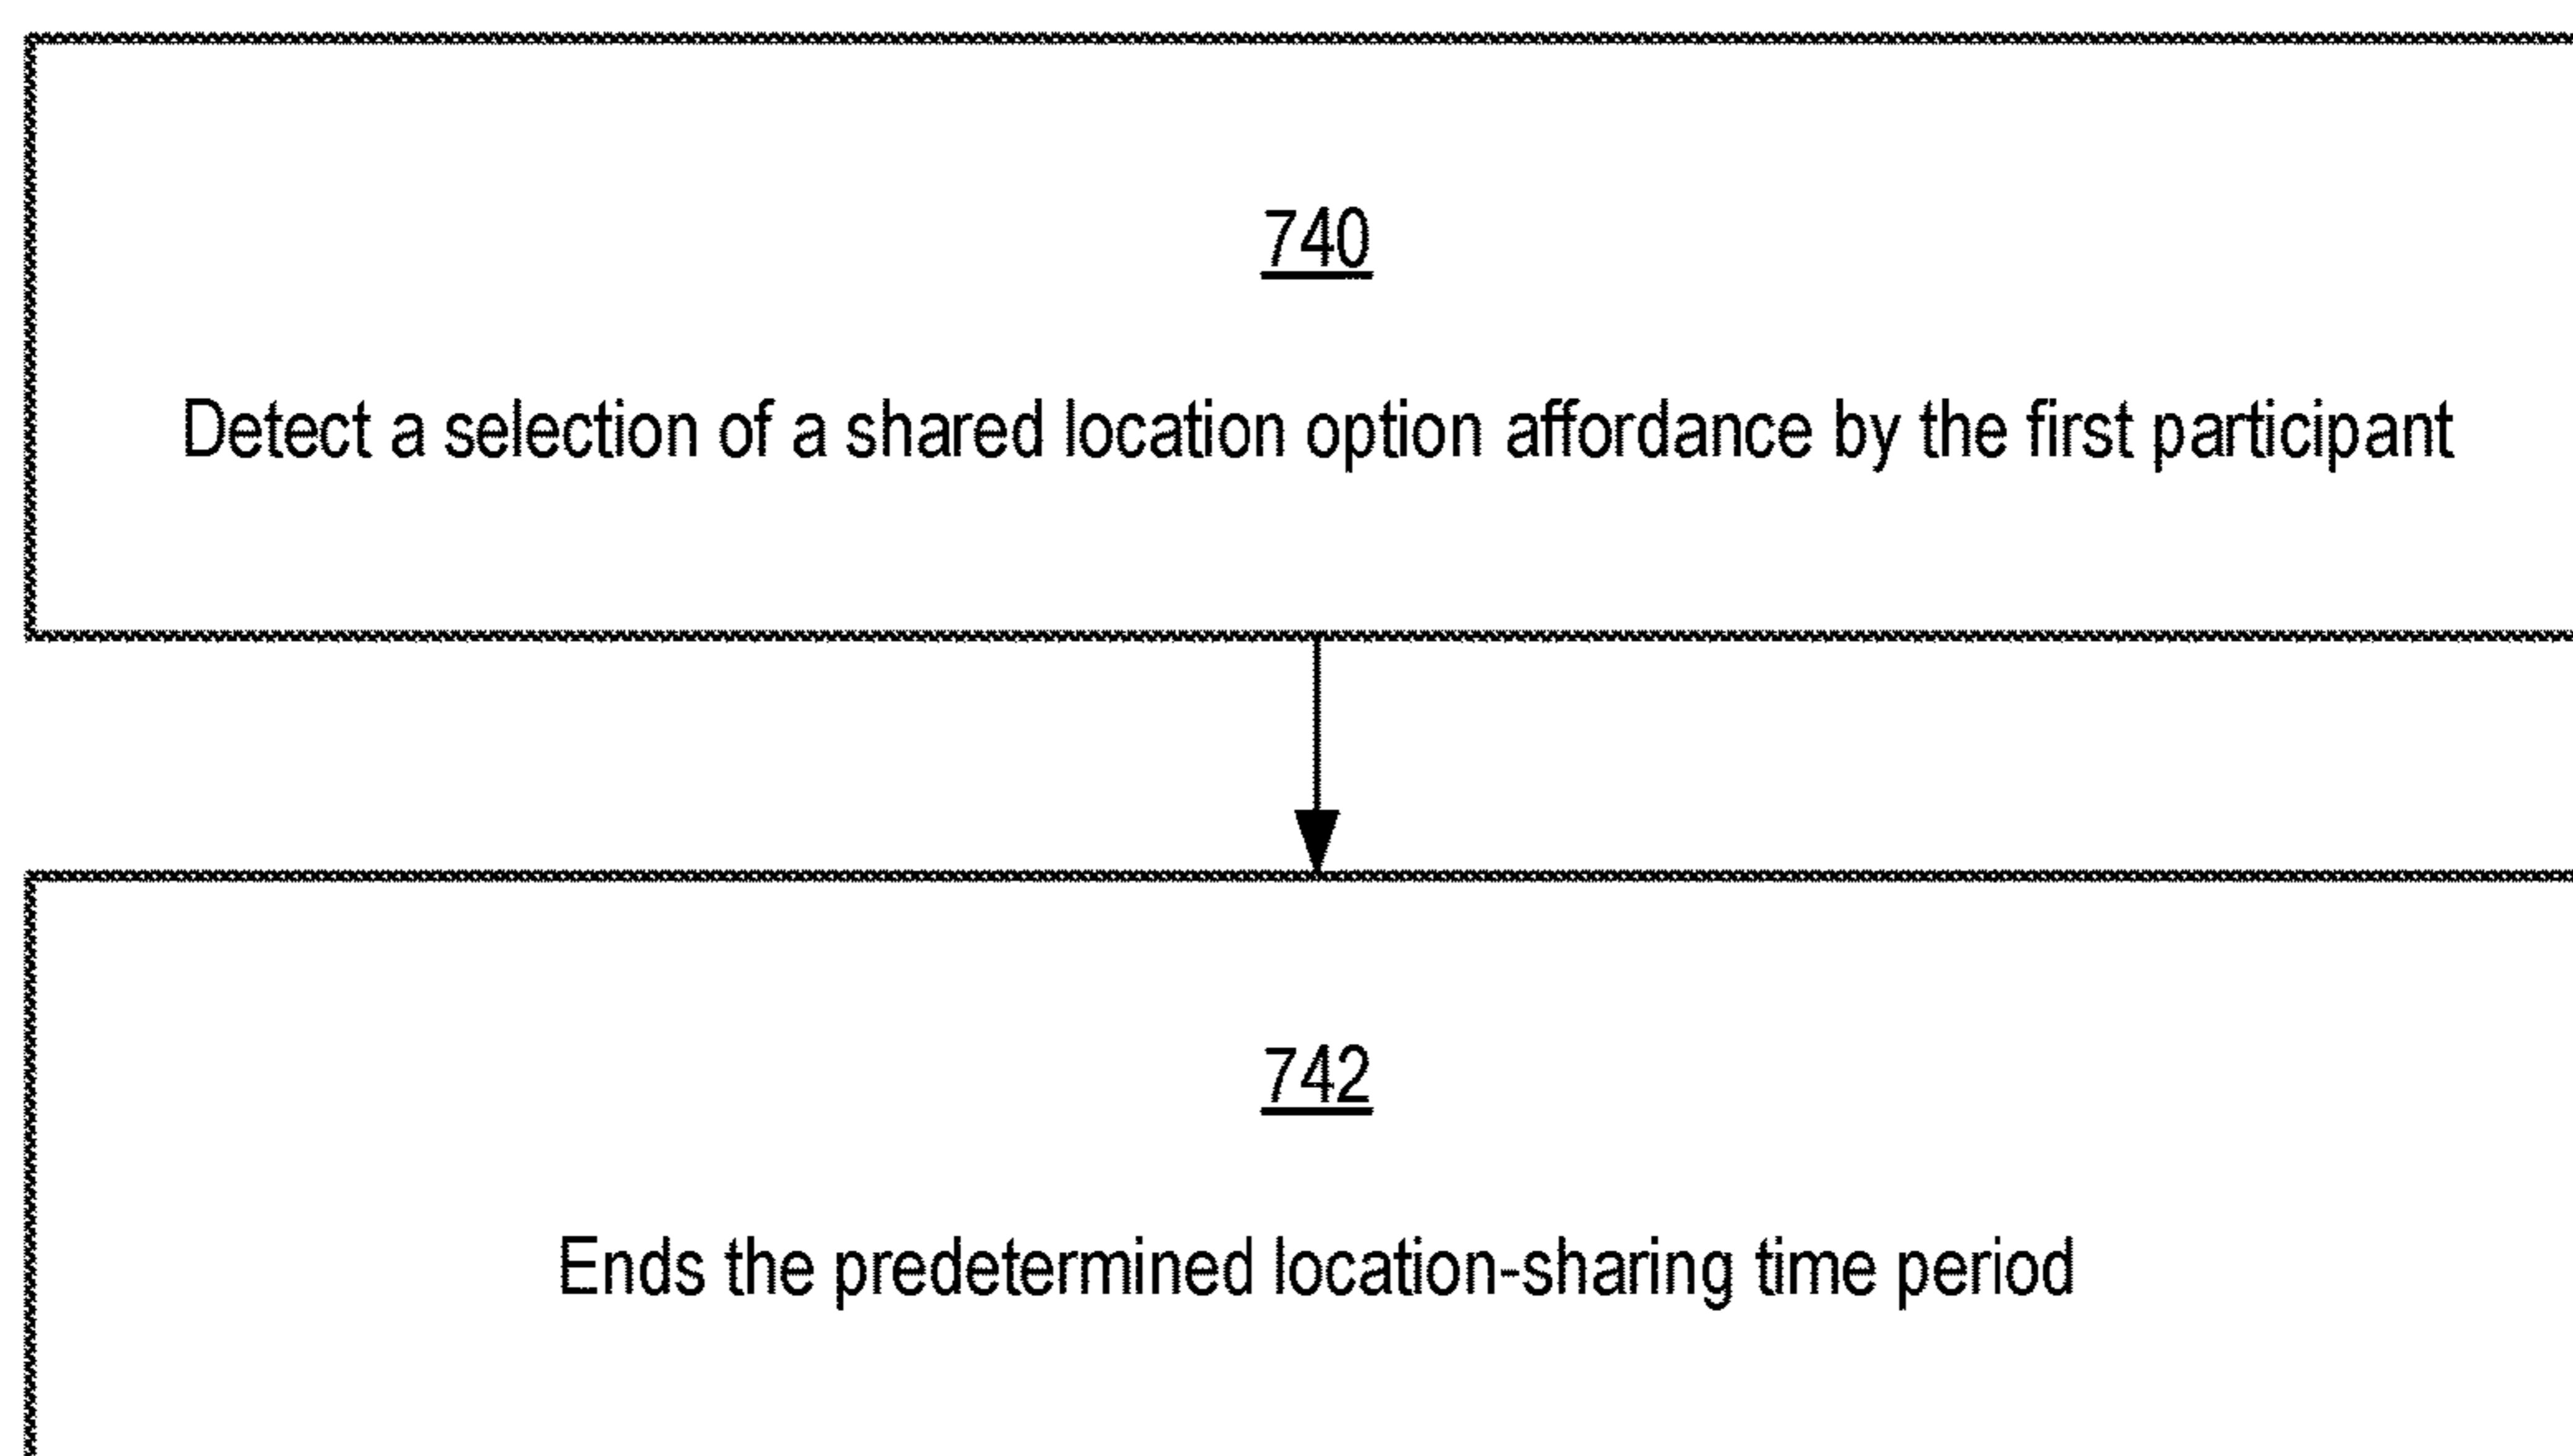 740
Detect a selection of a shared location option affordance by the first participant
742
Ends the predetermined location-sharing time period